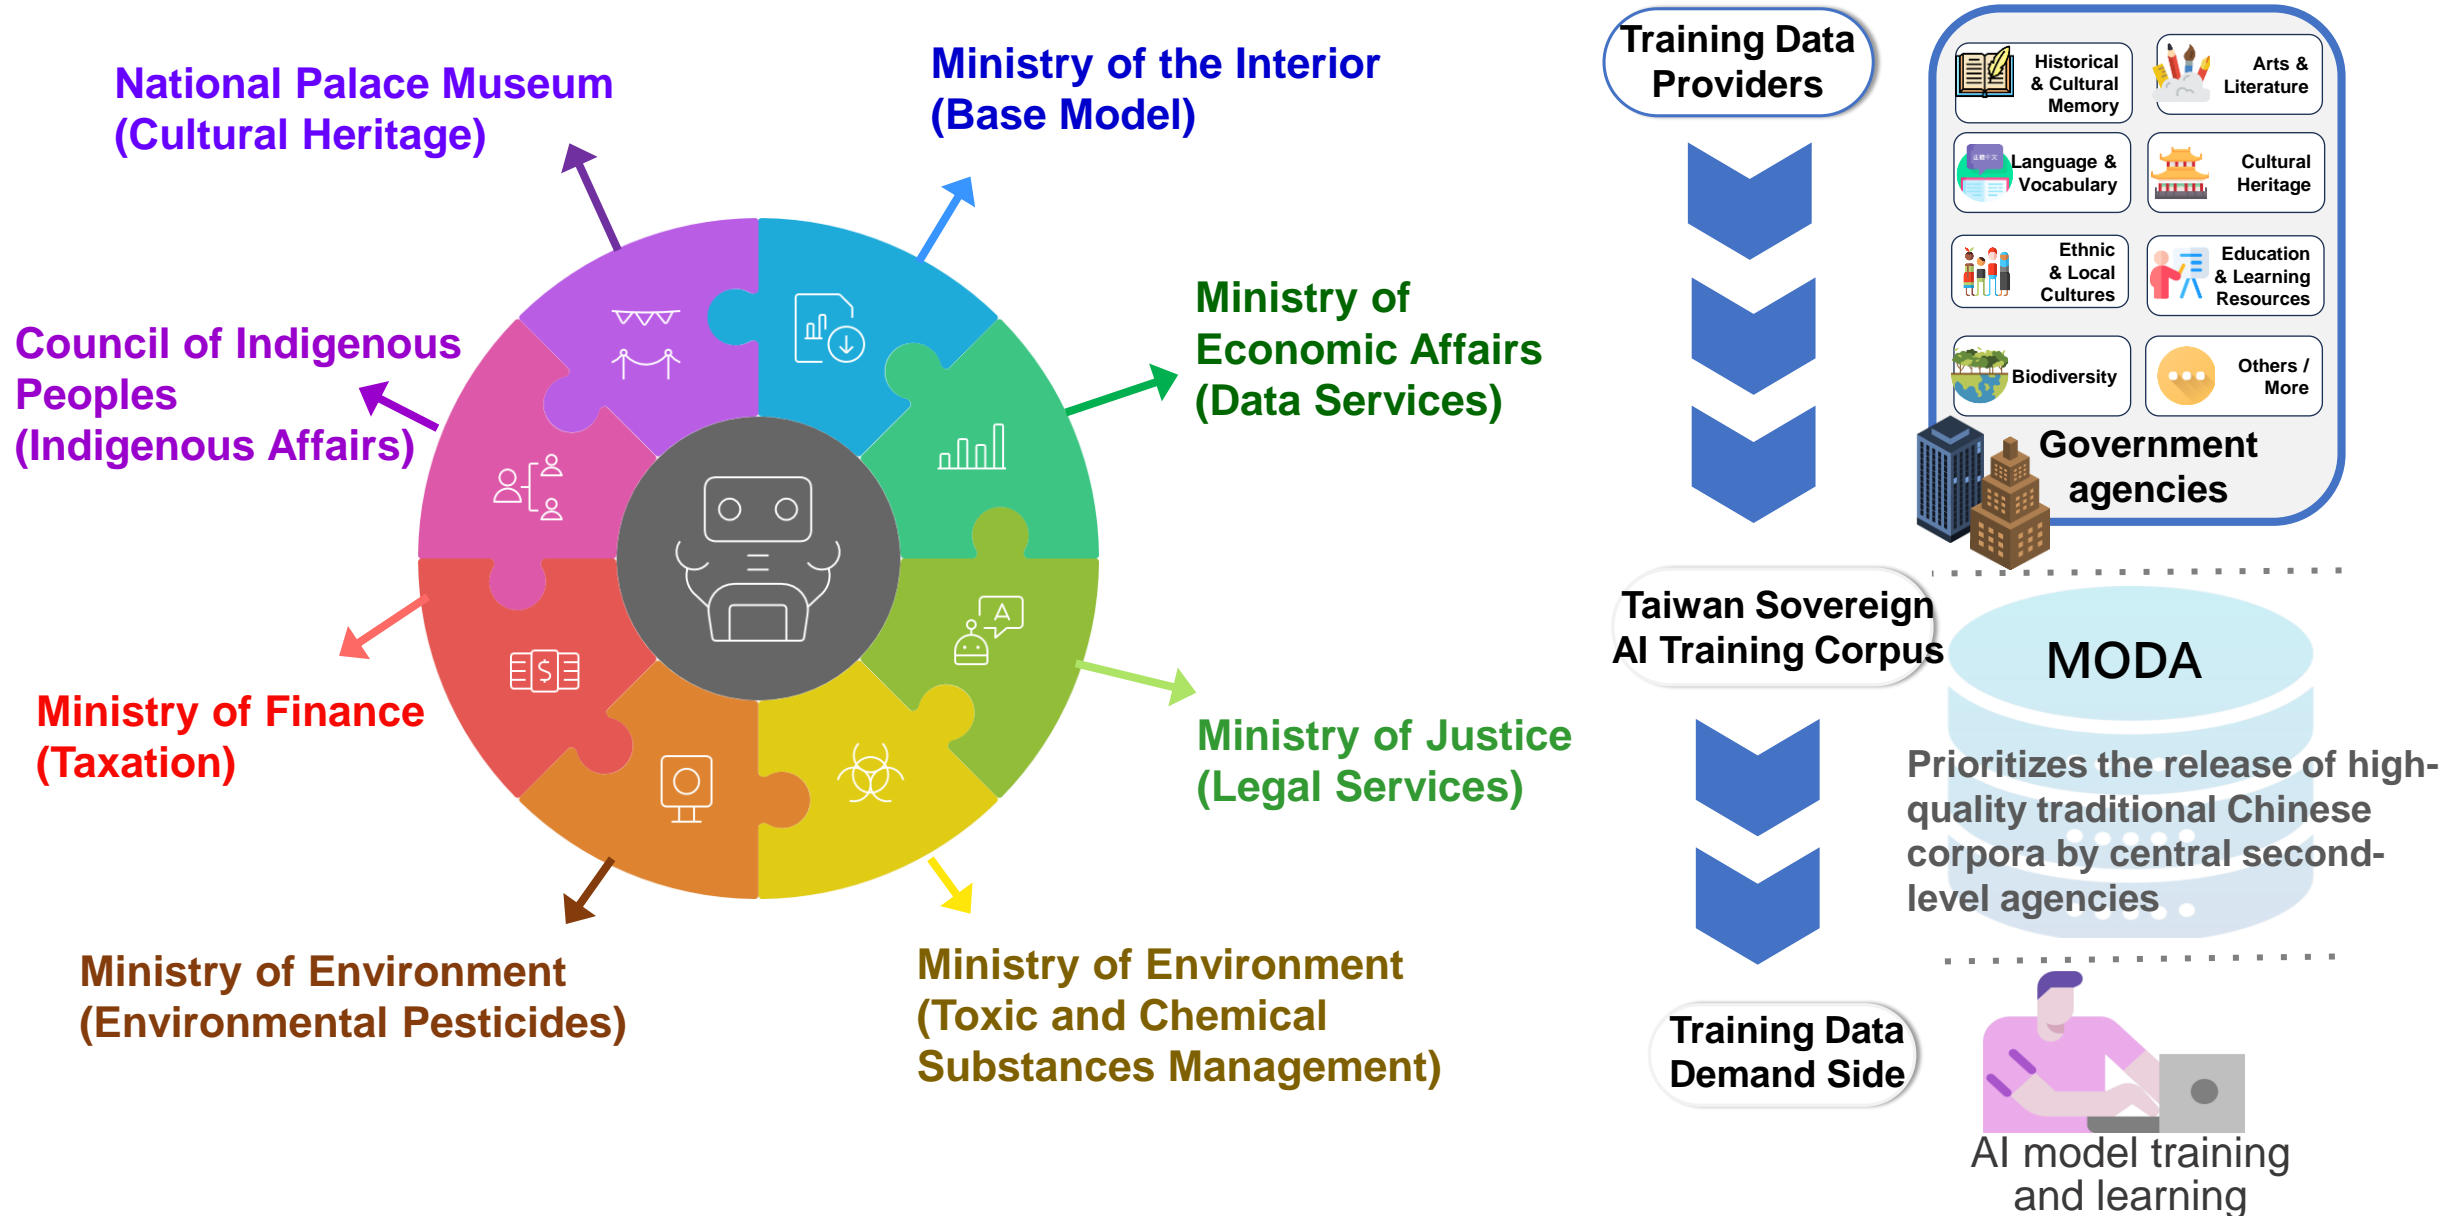 National Palace Museum
(Cultural Heritage)
Ministry of the Interior
(Base Model)
Council of Indigenous
Peoples
(Indigenous Affairs)
Ministry of
Economic Affairs
(Data Services)
A
$
Ministry of Finance
(Taxation)
Ministry of Justice
(Legal Services)
Ministry of Environment
(Environmental Pesticides)
Ministry of Environment
(Toxic and Chemical
Substances Management)
Training Data
Providers
Historical
& Cultural
Memory
Arts &
Literature
正體中文
Language &
Vocabulary
Cultural
Heritage
Ethnic
& Local
Cultures
Education
& Learning
Resources
Biodiversity
Others /
More
Government
agencies
Taiwan Sovereign
AI Training Corpus
MODA
Prioritizes the release of high-
quality traditional Chinese
corpora by central second-
level agencies
Training Data
Demand Side
AI model training
and learning